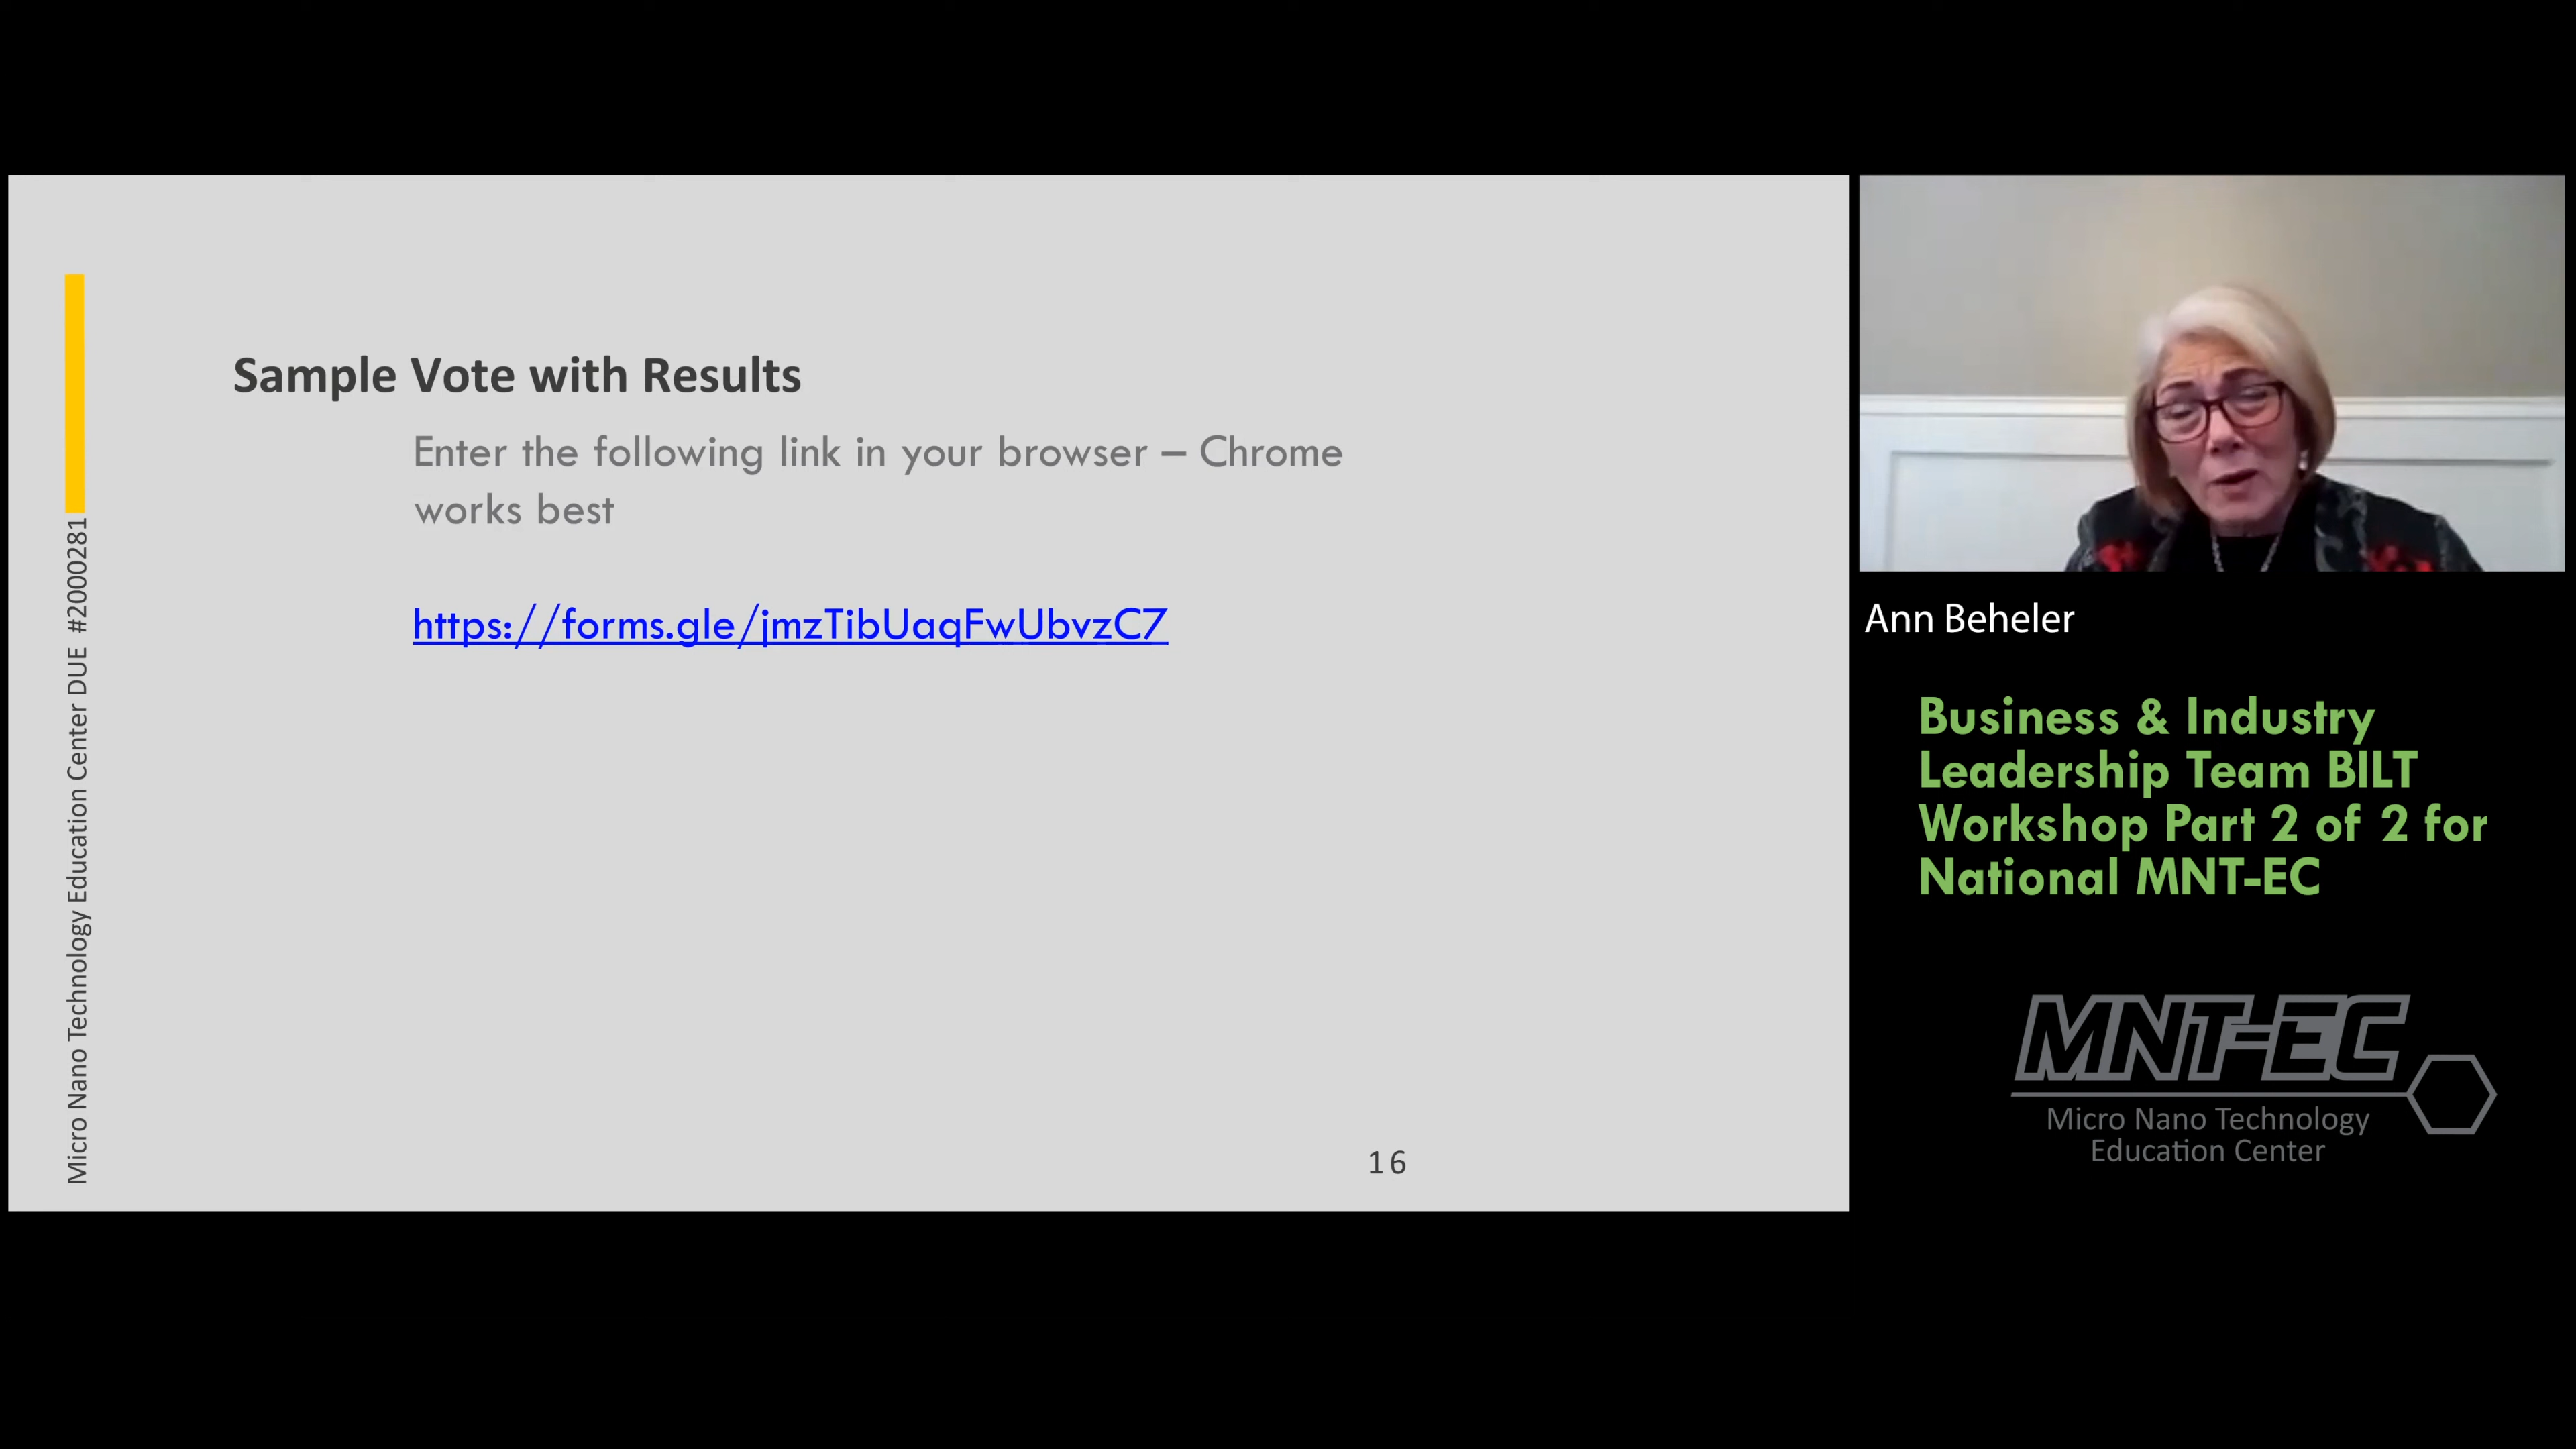 Micro Nano Technology Education Center DUE #2000281
Sample Vote with Results
Enter the following link in your browser – Chrome
works best
https://forms.gle/jmzTibUaqFwUbvzC7
16
Ann Beheler
Business & Industry
Leadership Team BILT
Workshop Part 2 of 2 for
National MNT-EC
MNT-EC
Micro Nano Technology
Education Center